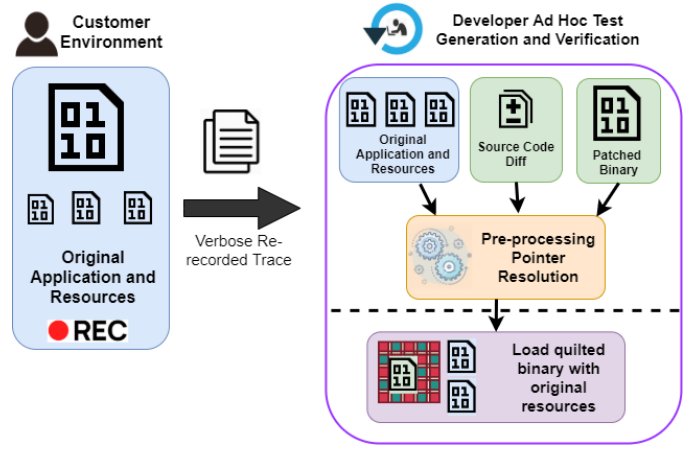 Customer
Environment
01
10
01
10
01
10
01
10
Original
Application and
Resources
REC
Verbose Re-
recorded Trace
Developer Ad Hoc Test
Generation and Verification
01
10
01
10
01
10
Original
Application and
Resources
Source Code
Diff
01
10
Patched
Binary
Pre-processing
Pointer
Resolution
01
10
01
10
01
10
Load quilted
binary with
original
resources